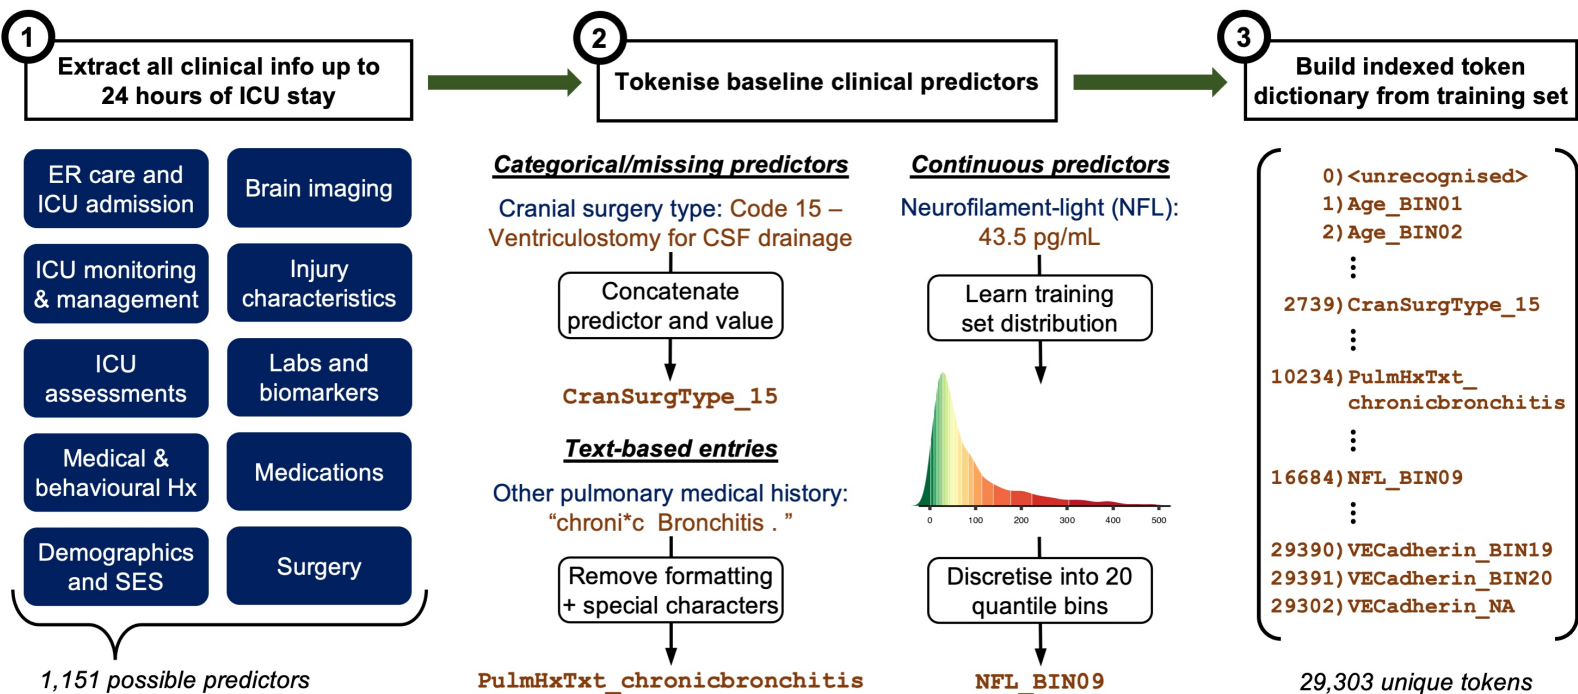 1
Extract all clinical info up to
24 hours of ICU stay
ER care and
ICU admission
Brain imaging
ICU monitoring
& management
Injury
characteristics
ICU
assessments
Labs and
biomarkers
Medical &
behavioural Hx
Medications
Demographics
and SES
Surgery
1,151 possible predictors
2
Tokenise baseline clinical predictors
Categorical/missing predictors
Cranial surgery type: Code 15 –
Ventriculostomy for CSF drainage
Concatenate
predictor and value
CranSurgType_15
Text-based entries
Other pulmonary medical history:
“chroni*c  Bronchitis . ”
Remove formatting
+ special characters
PulmHxTxt_chronicbronchitis
Continuous predictors
Neurofilament-light (NFL):
43.5 pg/mL
Learn training
set distribution
0 100 200 300 400 500
Discretise into 20
quantile bins
NFL_BIN09
3
Build indexed token
dictionary from training set
0) <unrecognised>
1) Age_BIN01
2) Age_BIN02
2739) CranSurgType_15
10234) PulmHxTxt_
chronicbronchitis
16684) NFL_BIN09
29390) VECadherin_BIN19
29391) VECadherin_BIN20
29302) VECadherin_NA
29,303 unique tokens